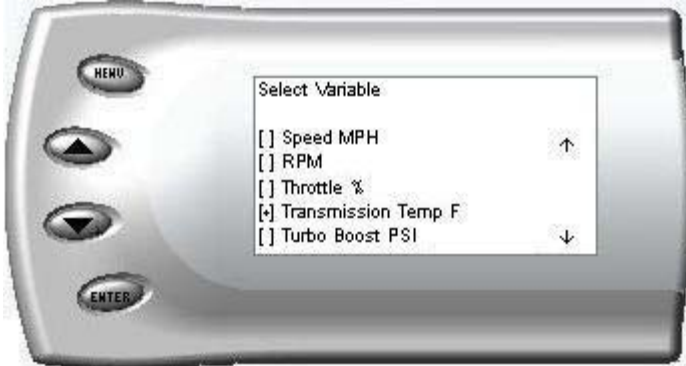 MENU
Select Variable
[ ] Speed MPH
[ ] RPM
[ ] Throttle %
[+] Transmission Temp F
[ ] Turbo Boost PSI
ENTER